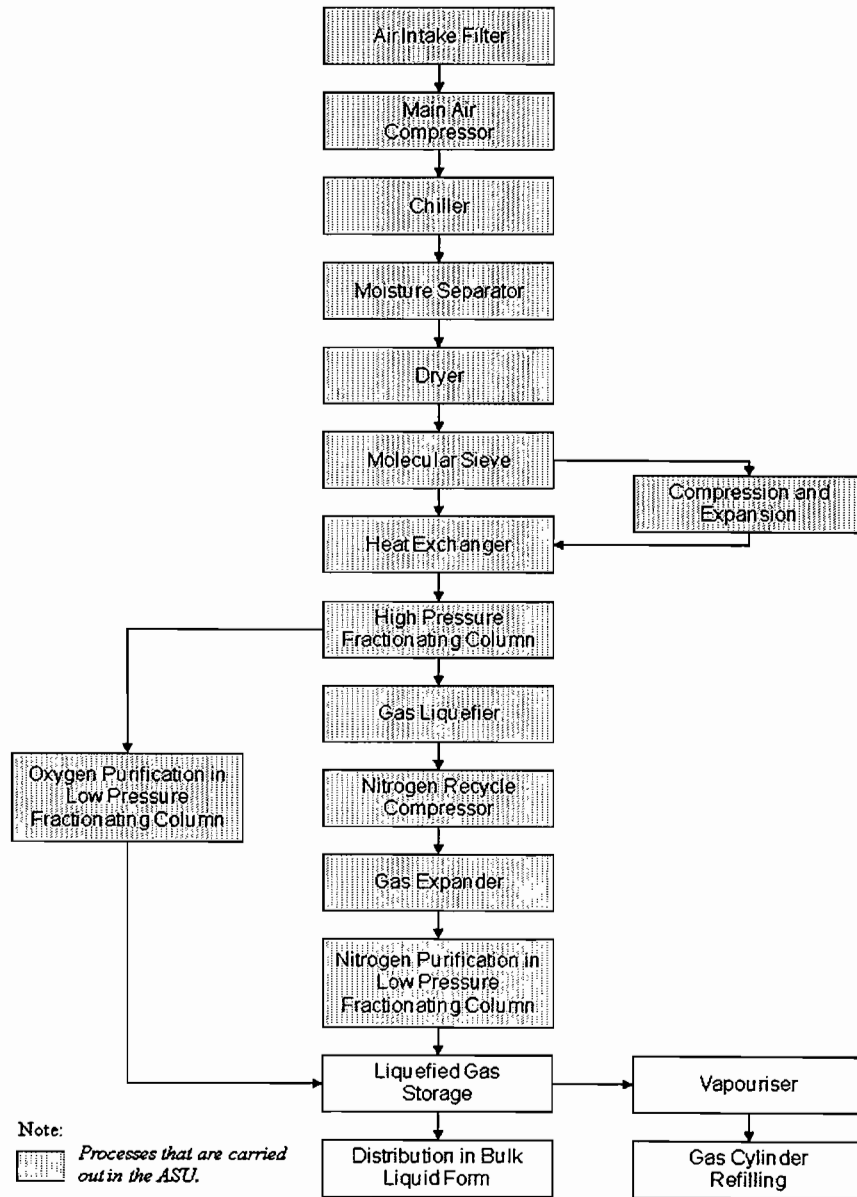 Air Intake Filter
Main Air
Compressor
Chiller
Moisture Separator
Dryer
Molecular Sieve
Compression and
Expansion
Heat Exchanger
High Pressure
Fractionating Column
Gas Liquefier
Oxygen Purification in
Low Pressure
Fractionating Column
Nitrogen Recycle
Compressor
Gas Expander
Nitrogen Purification in
Low Pressure
Fractionating Column
Liquefied Gas
Storage
Vapouriser
Note:
Processes that are carried
out in the ASU.
Distribution in Bulk
Liquid Form
Gas Cylinder
Refilling